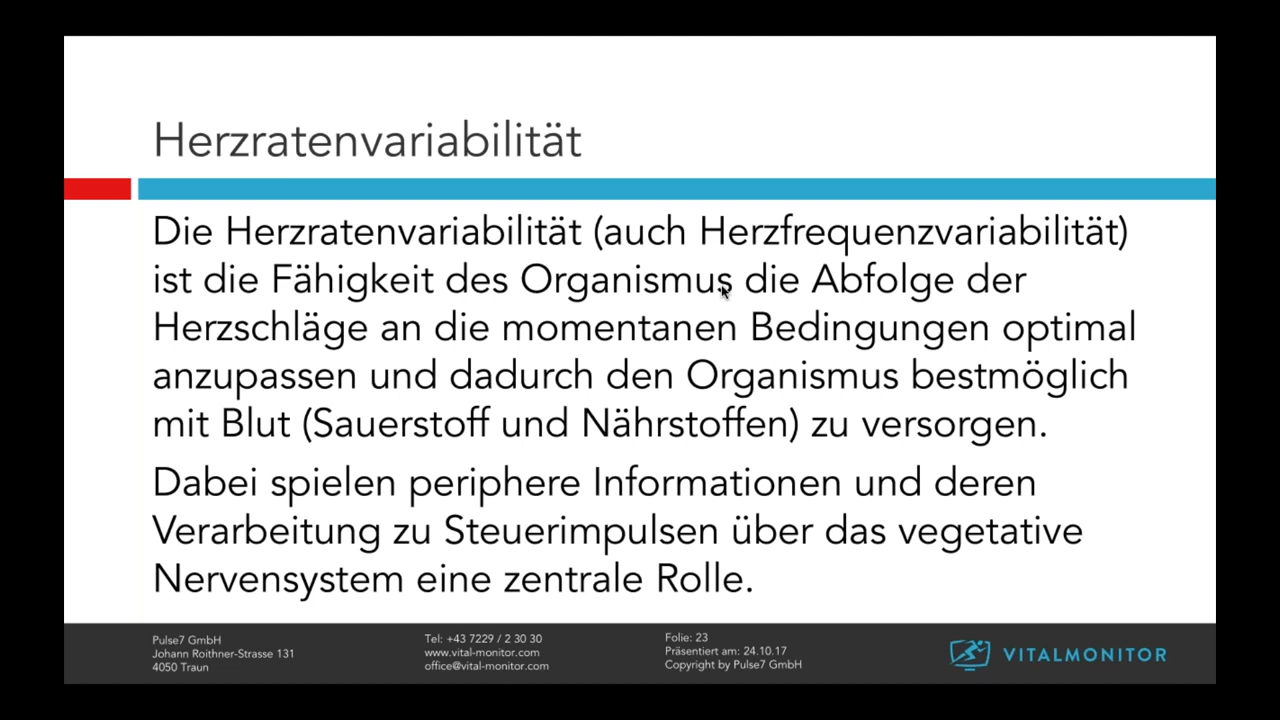 Herzratenvariabilität
Die Herzratenvariabilität (auch Herzfrequenzvariabilität)
ist die Fähigkeit des Organismus die Abfolge der
Herzschläge an die momentanen Bedingungen optimal
anzupassen und dadurch den Organismus bestmöglich
mit Blut (Sauerstoff und Nährstoffen) zu versorgen.
Dabei spielen periphere Informationen und deren
Verarbeitung zu Steuerimpulsen über das vegetative
Nervensystem eine zentrale Rolle.
Pulse7 GmbH
Johann Roithner-Strasse 131
4050 Traun
Tel: +43 7229 / 2 30 30
www.vital-monitor.com
office@vital-monitor.com
Folie: 23
Präsentiert am: 24.10.17
Copyright by Pulse7 GmbH
VITALMONITOR